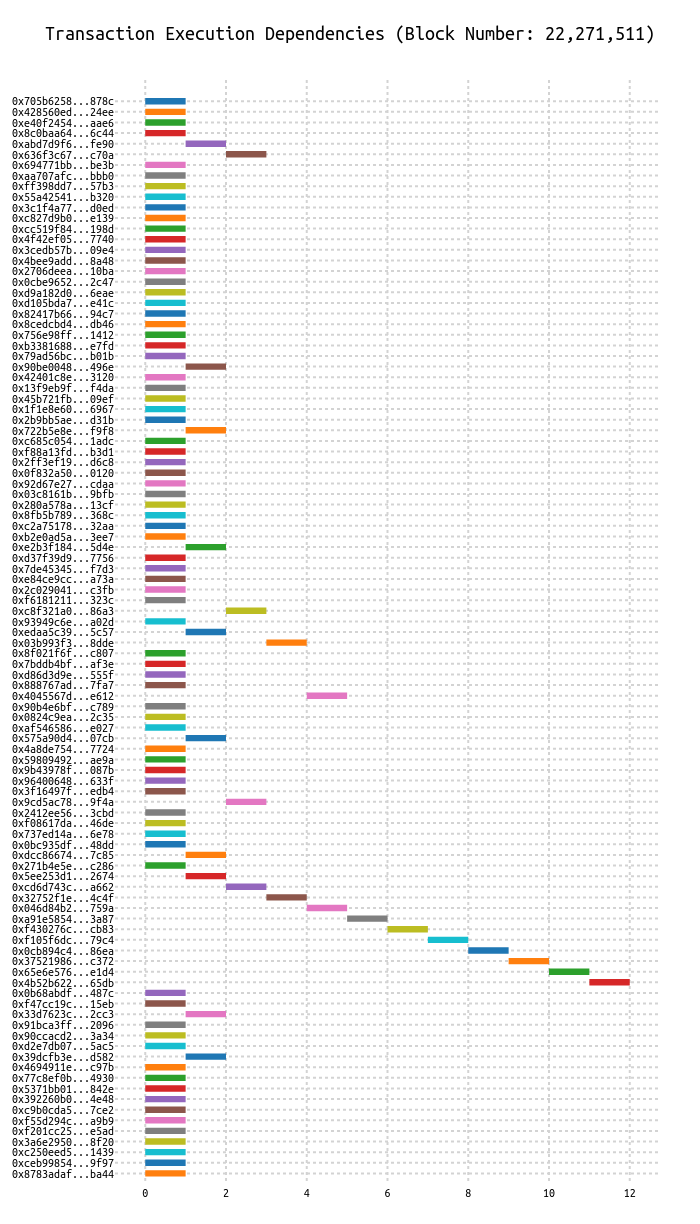 Transaction Execution Dependencies (Block Number: 22,271,511)
0x705b6258...878c
0x428560ed...24ee
0xe40f2454...aae6
0x8c0baa64...6c44
0xabd7d9f6...fe90
0x636f3c67...c70a
0x694771bb...be3b
0xaa707afc...bbb0
0xff398dd7...57b3
0x55a42541...b320
0x3c1f4a77...d0ed
0xc827d9b0...e139
0xcc519f84...198d
0x4f42ef05...7740
0x3cedb57b...09e4
0x4bee9add...8a48
0x2706deea...10ba
0x0cbe9652...2c47
0xd9a182d0...6eae
0xd105bda7...e41c
0x82417b66...94c7
0x8cedcbd4...db46
0x756e98ff...1412
0xb3381688...e7fd
0x79ad56bc...b01b
0x90be0048...496e
0x42401c8e...3120
0x13f9eb9f...f4da
0x45b721fb...09ef
0x1f1e8e60...6967
0x2b9bb5ae...d31b
0x722b5e8e...f9f8
0xc685c054...1adc
0xf88a13fd...b3d1
0x2ff3ef19...d6c8
0x0f832a50...0120
0x92d67e27...cdaa
0x03c8161b...9bfb
0x280a578a...13cf
0x8fb5b789...368c
0xc2a75178...32aa
0xb2e0ad5a...3ee7
0xe2b3f184...5d4e
0xd37f39d9...7756
0x7de45345...f7d3
0xe84ce9cc...a73a
0x2c029041...c3fb
0xf6181211...323c
0xc8f321a0...86a3
0x93949c6e...a02d
0xedaa5c39...5c57
0x03b993f3...8dde
0x8f021f6f...c807
0x7bddb4bf...af3e
0xd86d3d9e...555f
0x888767ad...7fa7
0x4045567d...e612
0x90b4e6bf...c789
0x0824c9ea...2c35
0xaf546586...e027
0x575a90d4...07cb
0x4a8de754...7724
0x59809492...ae9a
0x9b43978f...087b
0x96400648...633f
0x3f16497f...edb4
0x9cd5ac78...9f4a
0x2412ee56...3cbd
0xf08617da...46de
0x737ed14a...6e78
0x0bc935df...48dd
0xdcc86674...7c85
0x271b4e5e...c286
0x5ee253d1...2674
0xcd6d743c...a662
0x32752f1e...4c4f
0x046d84b2...759a
0xa91e5854...3a87
0xf430276c...cb83
0xf105f6dc...79c4
0x0cb894c4...86ea
0x37521986...c372
0x65e6e576...e1d4
0x4b52b622...65db
0x0b68abdf...487c
0xf47cc19c...15eb
0x33d7623c...2cc3
0x91bca3ff...2096
0x90ccacd2...3a34
0xd2e7db07...5ac5
0x39dcfb3e...d582
0x4694911e...c97b
0x77c8ef0b...4930
0x5371bb01...842e
0x392260b0...4e48
0xc9b0cda5...7ce2
0xf55d294c...a9b9
0xf201cc25...e5ad
0x3a6e2950...8f20
0xc250eed5...1439
0xceb99854...9f97
0x8783adaf...ba44
0 2 4 6 8 10 12